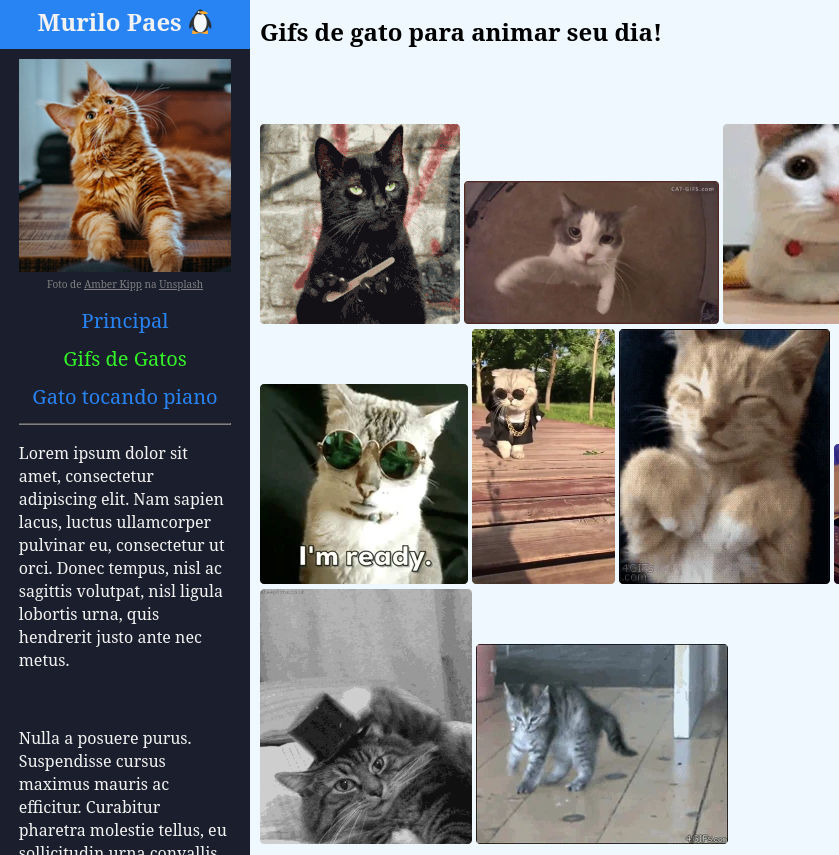 Murilo Paes
Foto de Amber Kipp na Unsplash
Principal
Gifs de Gatos
Gato tocando piano
Lorem ipsum dolor sit
amet, consectetur
adipiscing elit. Nam sapien
lacus, luctus ullamcorper
pulvinar eu, consectetur ut
orci. Donec tempus, nisl ac
sagittis volutpat, nisl ligula
lobortis urna, quis
hendrerit justo ante nec
metus.
Nulla a posuere purus.
Suspendisse cursus
maximus mauris ac
efficitur. Curabitur
pharetra molestie tellus, eu
sollicitudin urna convallis
Gifs de gato para animar seu dia!
CAT-GIFS.com
I'm ready.
4GIFs
.com
4GIFs.com